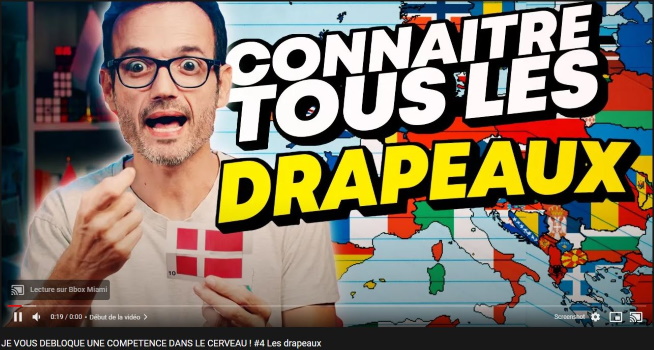 CONNAITRE
TOUS LES
DRAPEAUX
10
Lecture sur Bbox Miami
0:19 / 0:00 • Début de la vidéo
Screenshot
JE VOUS DEBLOQUE UNE COMPETENCE DANS LE CERVEAU ! #4 Les drapeaux